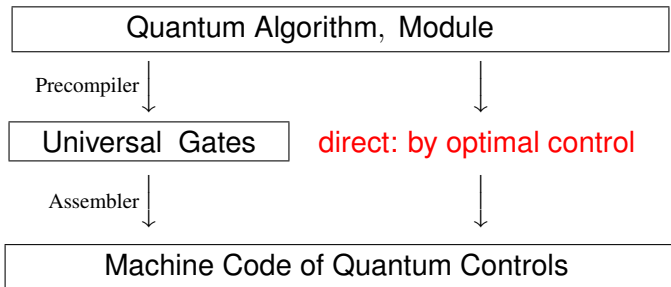 Quantum Algorithm, Module
Precompiler
Universal Gates direct: by optimal control
Assembler
Machine Code of Quantum Controls